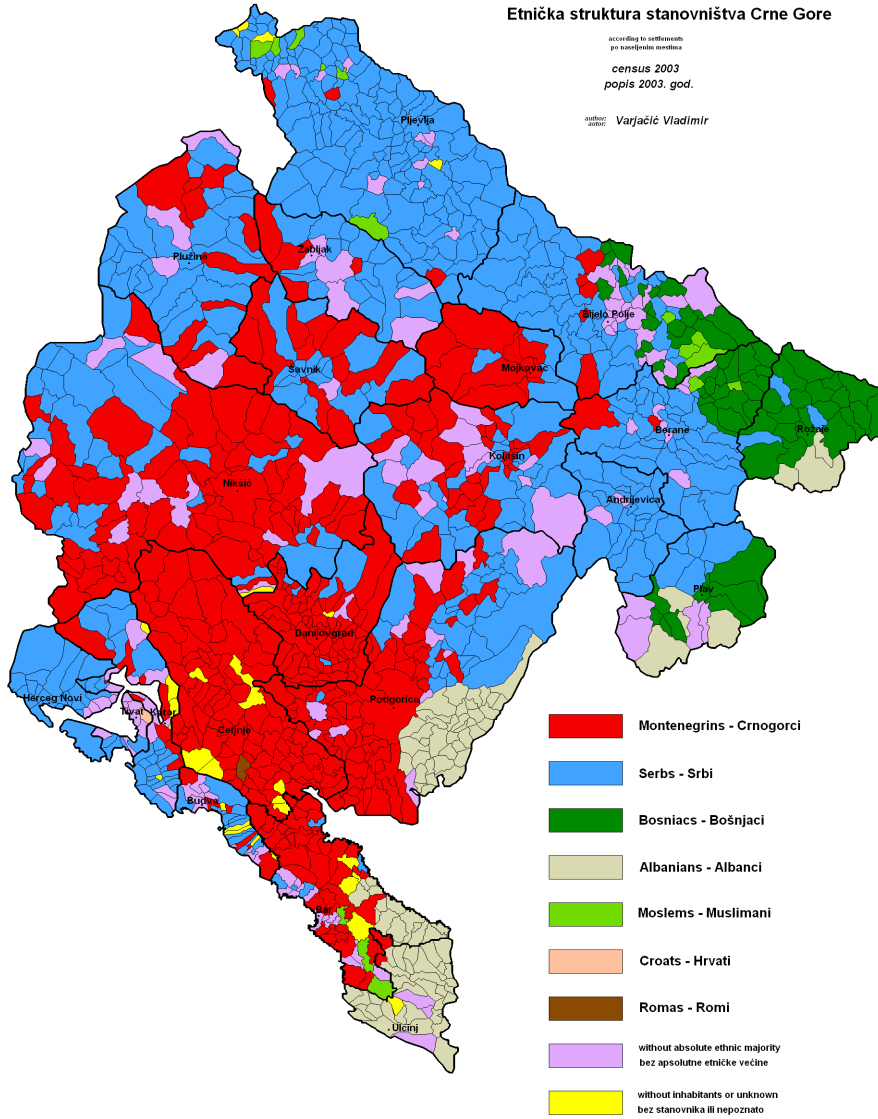 Etnička struktura stanovništva Crne Gore
according to settlements
po naseljenim mestima
census 2003
popis 2003. god.
author:
autor:
Varjačić Vladimir
Pljevlja
Plužine
Žabljak
Bijelo Polje
Šavnik
Mojkovac
Berane
Rožaje
Kolašin
Nikšić
Andrijevica
Plav
Danilovgrad
Herceg Novi
Tivat
Kotor
Podgorica
Cetinje
Budva
Bar
Ulcinj
Montenegrins - Crnogorci
Serbs - Srbi
Bosniacs - Bošnjaci
Albanians - Albanci
Moslems - Muslimani
Croats - Hrvati
Romas - Romi
without absolute ethnic majority
bez apsolutne etničke većine
without inhabitants or unknown
bez stanovnika ili nepoznato